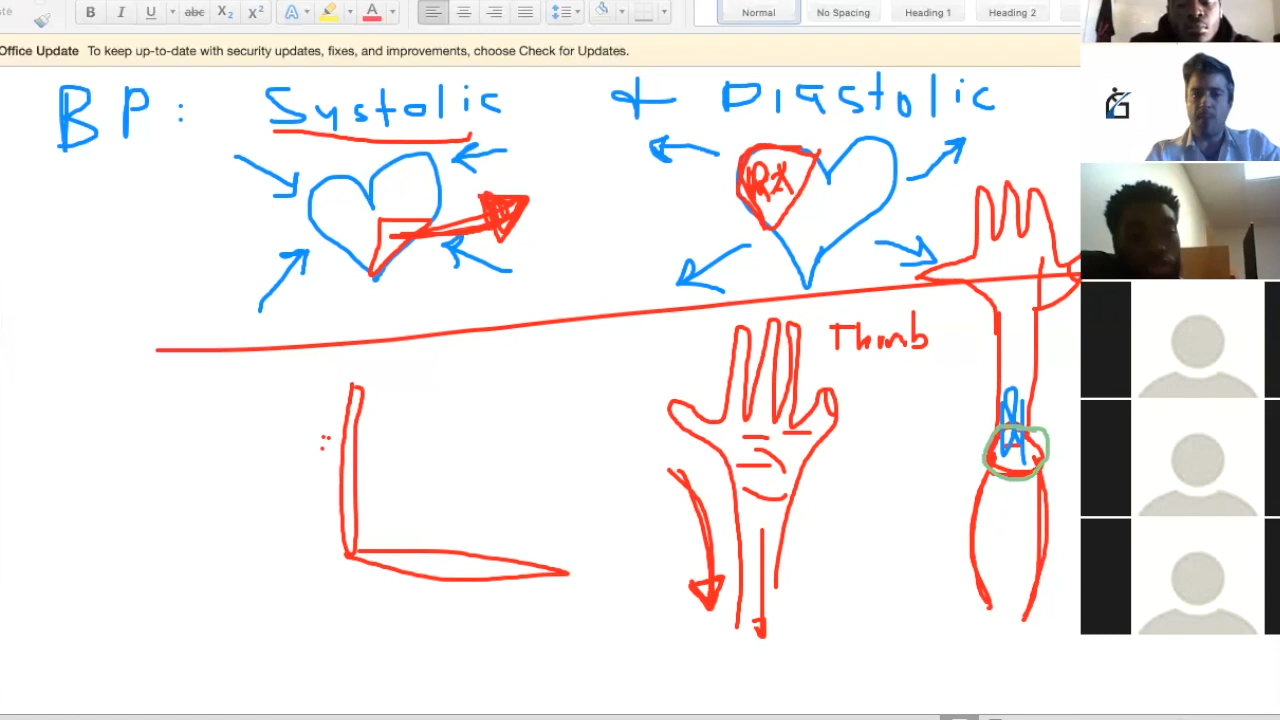 B I U abc X₂ X² A A Normal No Spacing Heading 1 Heading 2
Office Update To keep up-to-date with security updates, fixes, and improvements, choose Check for Updates.
BP: Systolic + Diastolic
Thumb